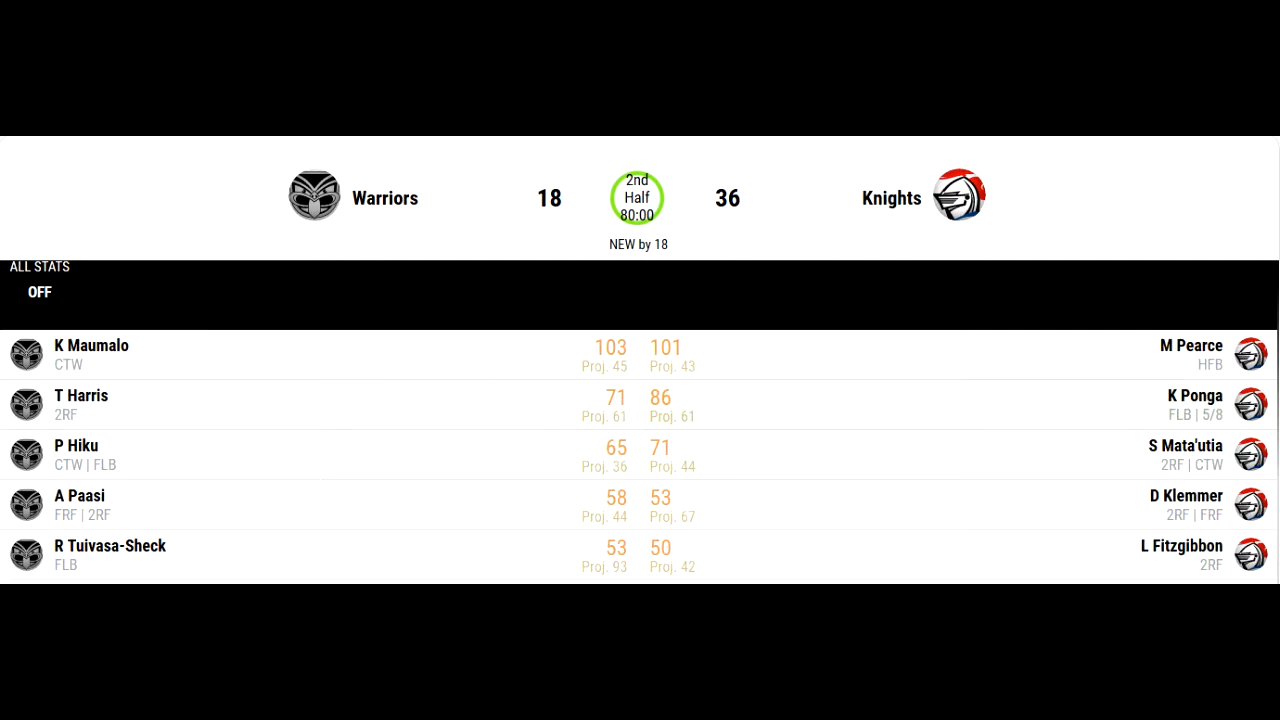 Warriors 18 2nd Half 80:00 36 Knights
NEW by 18
ALL STATS
OFF
K Maumalo 103 101 M Pearce
CTW Proj. 45 Proj. 43 HFB
T Harris 71 86 K Ponga
2RF Proj. 61 Proj. 61 FLB | 5/8
P Hiku 65 71 S Mata'utia
CTW | FLB Proj. 36 Proj. 44 2RF | CTW
A Paasi 58 53 D Klemmer
FRF | 2RF Proj. 44 Proj. 67 2RF | FRF
R Tuivasa-Sheck 53 50 L Fitzgibbon
FLB Proj. 93 Proj. 42 2RF